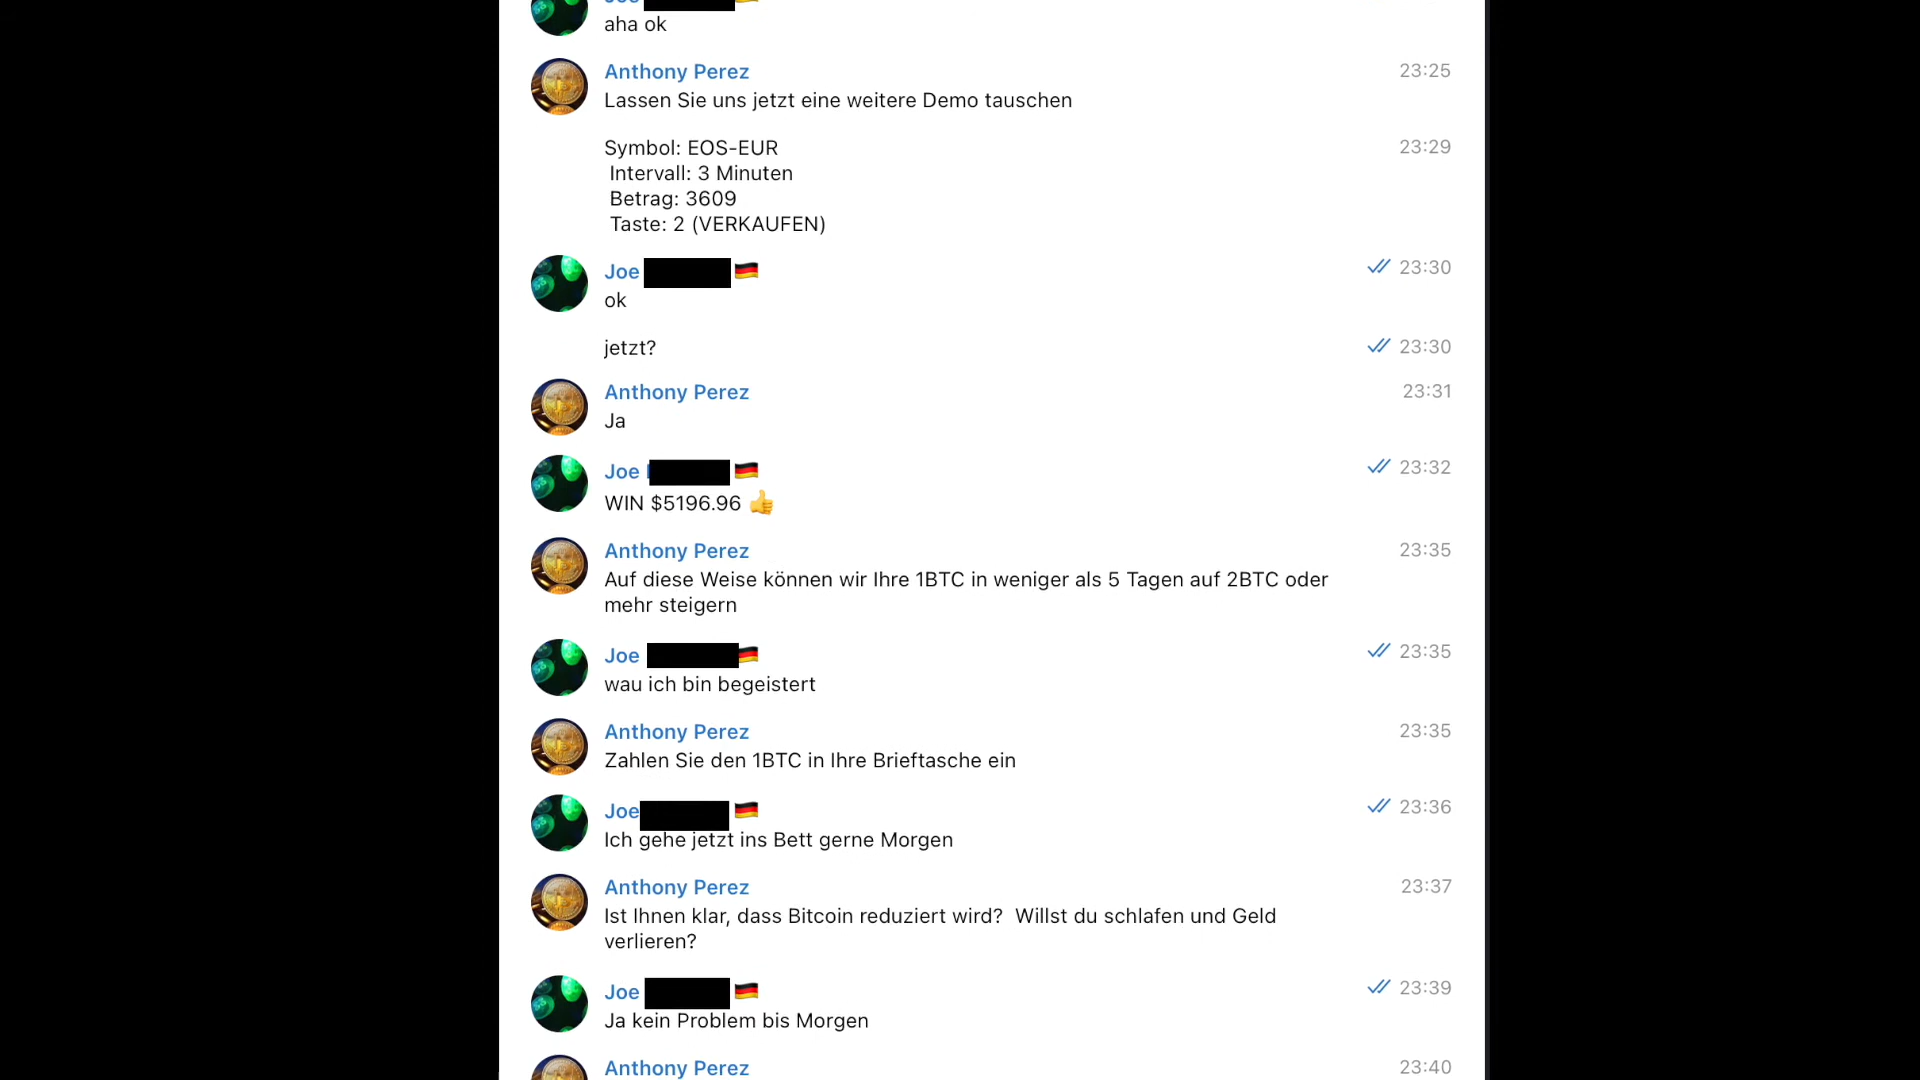 Joe
aha ok
Anthony Perez 23:25
Lassen Sie uns jetzt eine weitere Demo tauschen
Symbol: EOS-EUR 23:29
Intervall: 3 Minuten
Betrag: 3609
Taste: 2 (VERKAUFEN)
Joe 23:30
ok
jetzt? 23:30
Anthony Perez 23:31
Ja
Joe 23:32
WIN $5196.96 👍
Anthony Perez 23:35
Auf diese Weise können wir Ihre 1BTC in weniger als 5 Tagen auf 2BTC oder
mehr steigern
Joe 23:35
wau ich bin begeistert
Anthony Perez 23:35
Zahlen Sie den 1BTC in Ihre Brieftasche ein
Joe 23:36
Ich gehe jetzt ins Bett gerne Morgen
Anthony Perez 23:37
Ist Ihnen klar, dass Bitcoin reduziert wird?  Willst du schlafen und Geld
verlieren?
Joe 23:39
Ja kein Problem bis Morgen
Anthony Perez 23:40